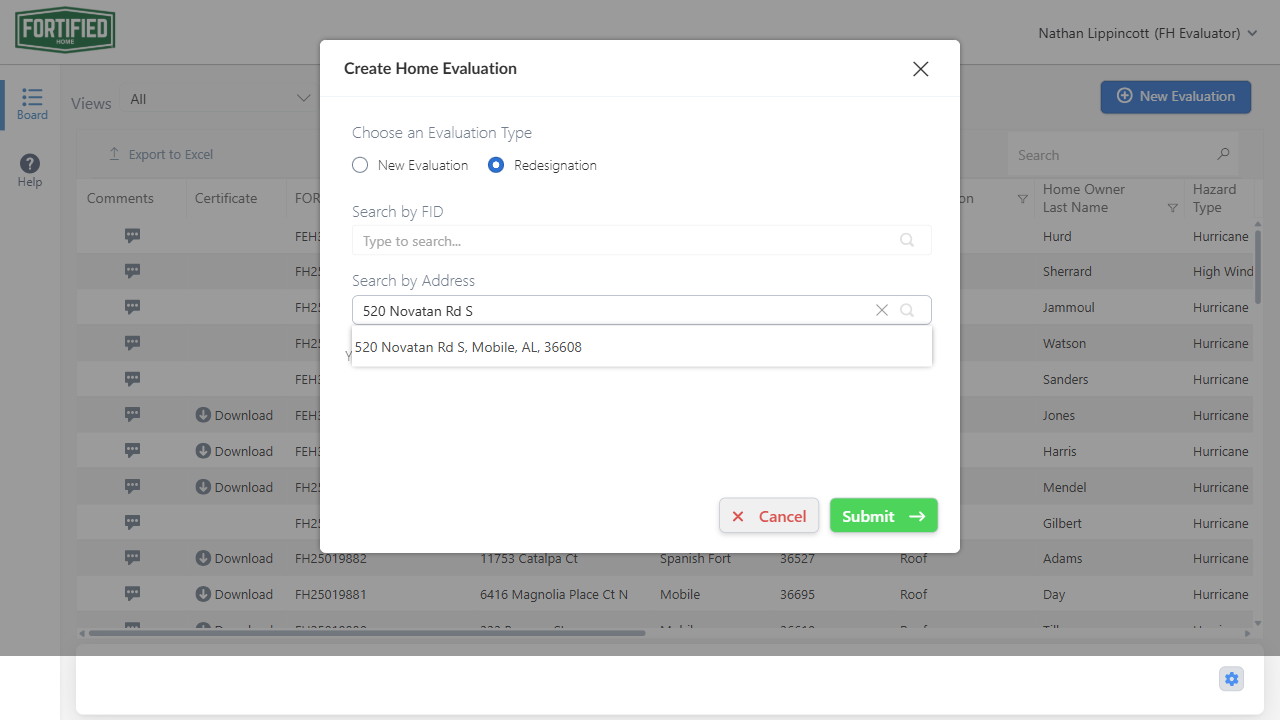 FORTIFIED
HOME
Nathan Lippincott (FH Evaluator)
Create Home Evaluation
Board
Help
Views All
New Evaluation
Export to Excel
Search
Choose an Evaluation Type
New Evaluation Redesignation
Search by FID
Type to search...
Search by Address
520 Novatan Rd S
520 Novatan Rd S, Mobile, AL, 36608
Cancel Submit
Comments Certificate FOR on Home Owner Last Name Hazard Type
FEH3 Hurd Hurricane
FH25 Sherrard High Wind
FEH3 Jammoul Hurricane
FEH3 Watson Hurricane
FEH3 Sanders Hurricane
Download FEH3 Jones Hurricane
Download FH25 Harris Hurricane
Download FH25 Mendel Hurricane
FEH3 Gilbert Hurricane
Download FH25019882 11753 Catalpa Ct Spanish Fort 36527 Roof Adams Hurricane
Download FH25019881 6416 Magnolia Place Ct N Mobile 36695 Roof Day Hurricane